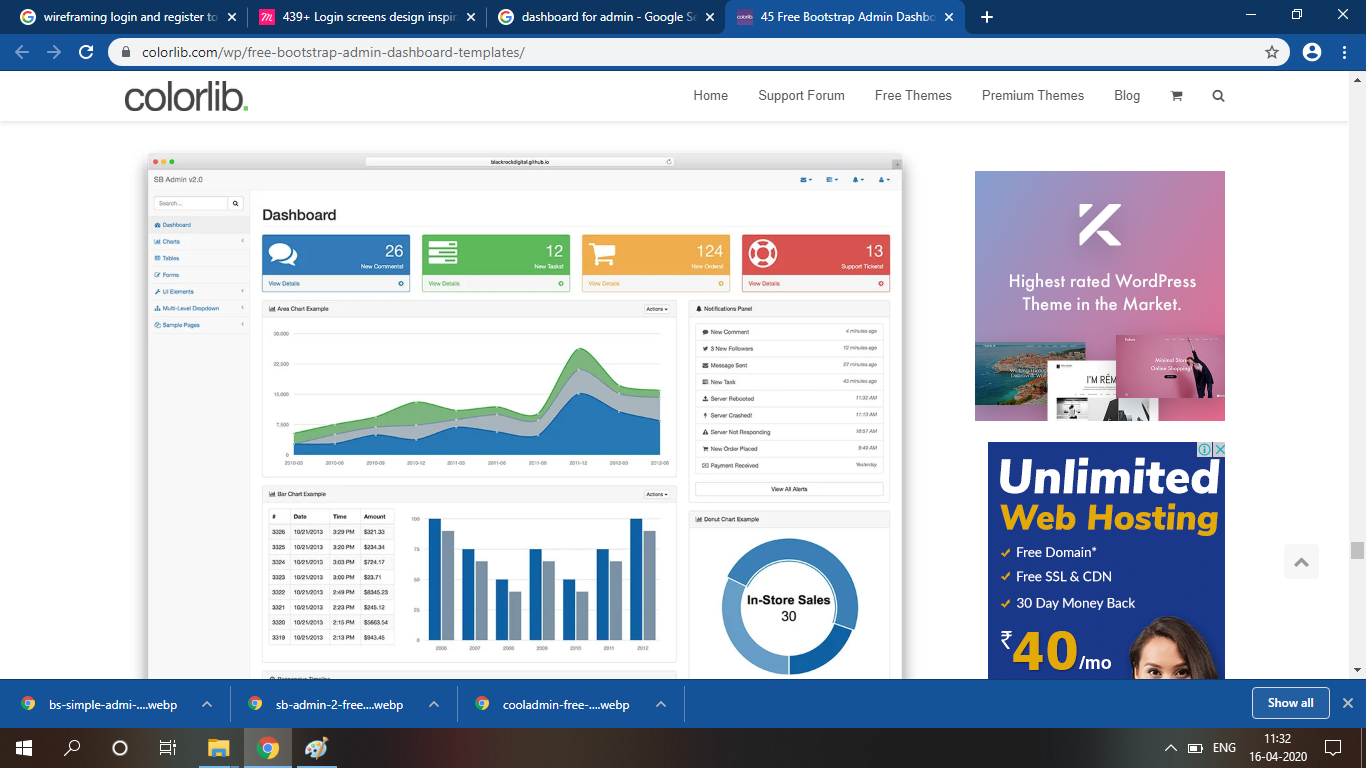 wireframing login and register to
439+ Login screens design inspir
dashboard for admin - Google Se
45 Free Bootstrap Admin Dashbo
colorlib.com/wp/free-bootstrap-admin-dashboard-templates/
colorlib.
Home Support Forum Free Themes Premium Themes Blog
blackrockdigital.github.io
SB Admin v2.0
Search...
Dashboard
Charts
Tables
Forms
UI Elements
Multi-Level Dropdown
Sample Pages
Dashboard
26
New Comments!
View Details
12
New Tasks!
View Details
124
New Orders!
View Details
13
Support Tickets!
View Details
Area Chart Example Actions
30,000
22,500
15,000
7,500
0
2010-03 2010-06 2010-09 2010-12 2011-03 2011-06 2011-09 2011-12 2012-03 2012-06
Notifications Panel
New Comment 4 minutes ago
3 New Followers 12 minutes ago
Message Sent 27 minutes ago
New Task 43 minutes ago
Server Rebooted 11:32 AM
Server Crashed! 11:13 AM
Server Not Responding 10:57 AM
New Order Placed 9:49 AM
Payment Received Yesterday
View All Alerts
Bar Chart Example Actions
# Date Time Amount
3326 10/21/2013 3:29 PM $321.33
3325 10/21/2013 3:20 PM $234.34
3324 10/21/2013 3:03 PM $724.17
3323 10/21/2013 3:00 PM $23.71
3322 10/21/2013 2:49 PM $8345.23
3321 10/21/2013 2:23 PM $245.12
3320 10/21/2013 2:15 PM $5663.54
3319 10/21/2013 2:13 PM $943.45
100
75
50
25
0
2006 2007 2008 2009 2010 2011 2012
Donut Chart Example
In-Store Sales
30
Responsive Timeline
Highest rated WordPress
Theme in the Market.
I'M RÉM
Minimal Store
Online Shopping
Unlimited
Web Hosting
Free Domain*
Free SSL & CDN
30 Day Money Back
₹40/mo
bs-simple-admi-....webp
sb-admin-2-free....webp
cooladmin-free-....webp
Show all
ENG
11:32
16-04-2020